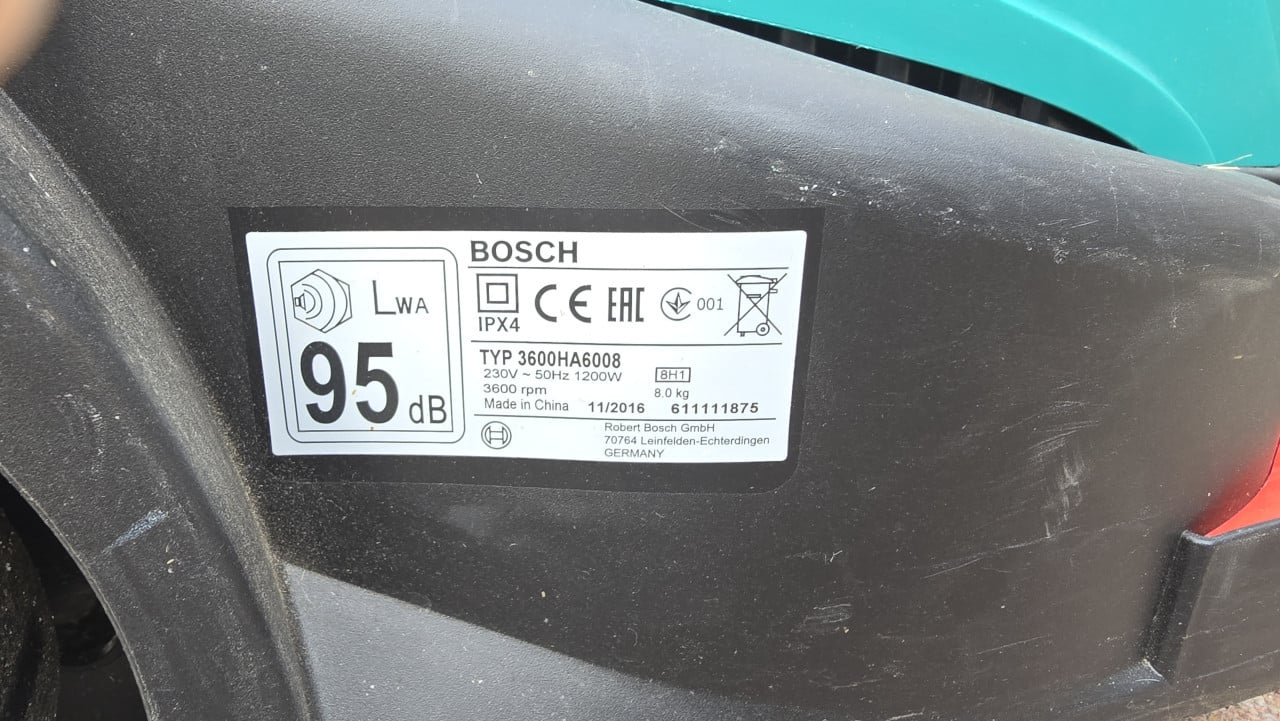 LWA
95 dB
BOSCH
IPX4
CE EAC 001
TYP 3600HA6008
230V ~ 50Hz 1200W 8H1
3600 rpm 8.0 kg
Made in China 11/2016 611111875
Robert Bosch GmbH
70764 Leinfelden-Echterdingen
GERMANY